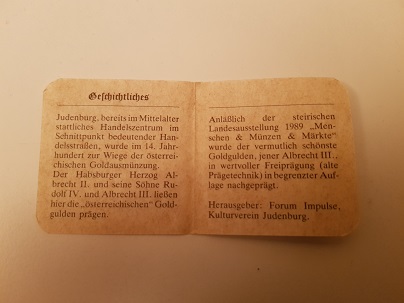 Geschichtliches
Judenburg, bereits im Mittelalter
stattliches Handelszentrum im
Schnittpunkt bedeutender Han-
delsstraßen, wurde im 14. Jahr-
hundert zur Wiege der österrei-
chischen Goldausmünzung.
Der Habsburger Herzog Al-
brecht II. und seine Söhne Ru-
dolf IV. und Albrecht III. ließen
hier die „österreichischen“ Gold-
gulden prägen.
Anläßlich der steirischen
Landesausstellung 1989 „Men-
schen & Münzen & Märkte“
wurde der vermutlich schönste
Goldgulden, jener Albrecht III.,
in wertvoller Freiprägung (alte
Prägetechnik) in begrenzter Auf-
lage nachgeprägt.
Herausgeber: Forum Impulse,
Kulturverein Judenburg.